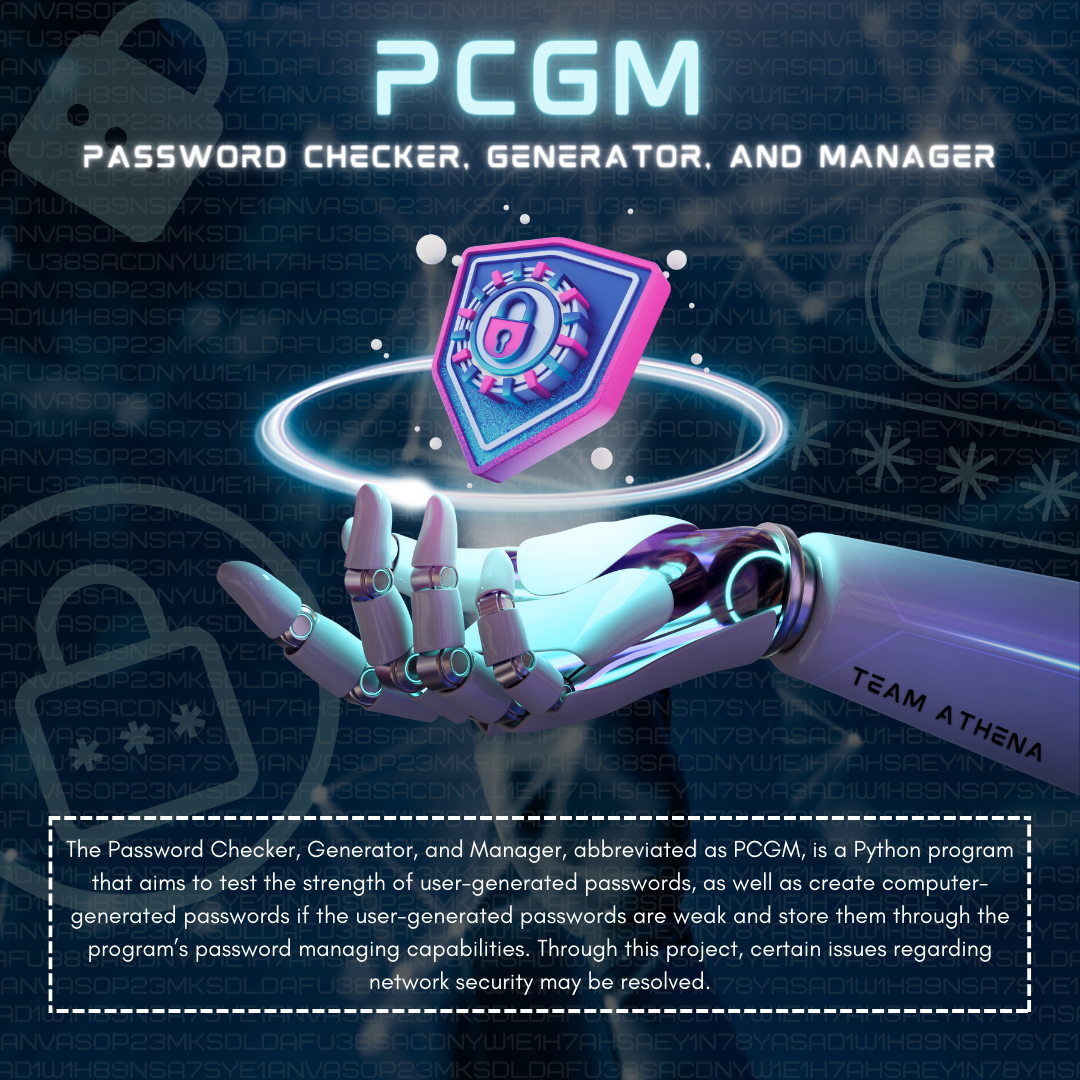 PCGM
PASSWORD CHECKER, GENERATOR, AND MANAGER
TEAM ATHENA
The Password Checker, Generator, and Manager, abbreviated as PCGM, is a Python program
that aims to test the strength of user-generated passwords, as well as create computer-
generated passwords if the user-generated passwords are weak and store them through the
program’s password managing capabilities. Through this project, certain issues regarding
network security may be resolved.